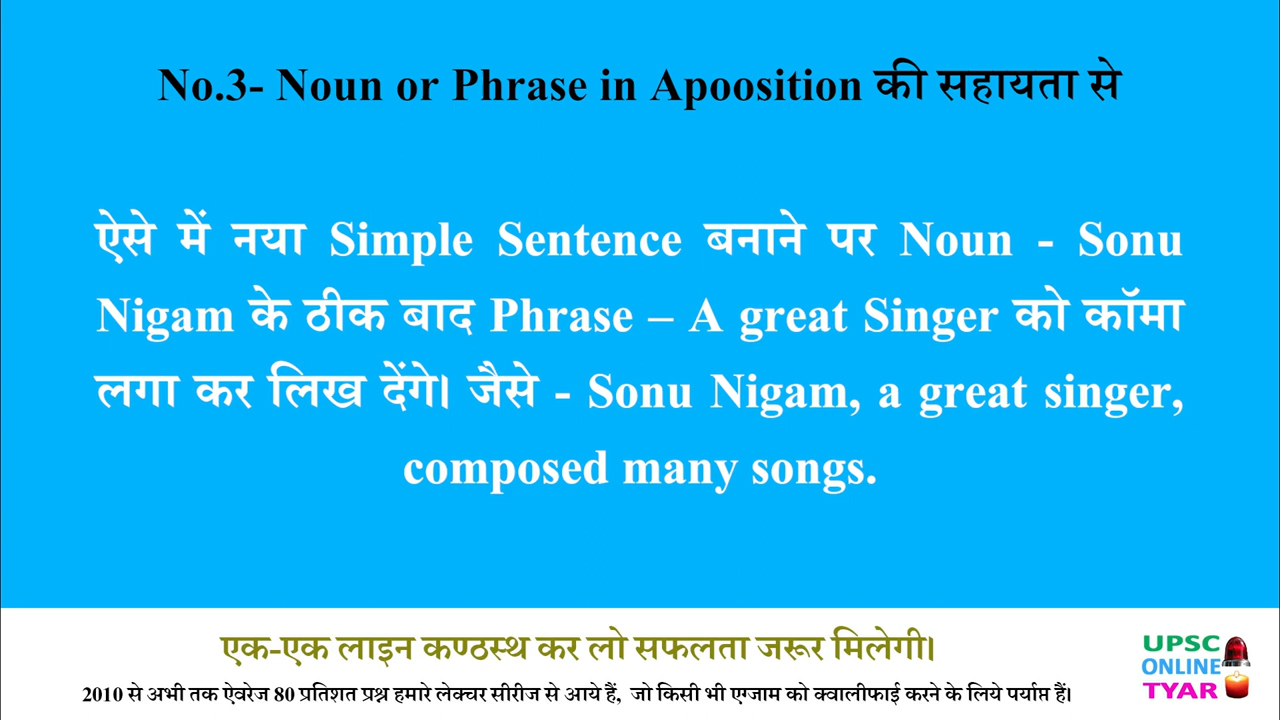 No.3- Noun or Phrase in Apoosition की सहायता से
ऐसे में नया Simple Sentence बनाने पर Noun - Sonu
Nigam के ठीक बाद Phrase – A great Singer को कॉमा
लगा कर लिख देंगे। जैसे - Sonu Nigam, a great singer,
composed many songs.
एक-एक लाइन कण्ठस्थ कर लो सफलता जरूर मिलेगी।
2010 से अभी तक ऐवरेज 80 प्रतिशत प्रश्न हमारे लेक्चर सीरीज से आये हैं, जो किसी भी एग्जाम को क्वालीफाई करने के लिये पर्याप्त हैं।
UPSC
ONLINE
TYAR